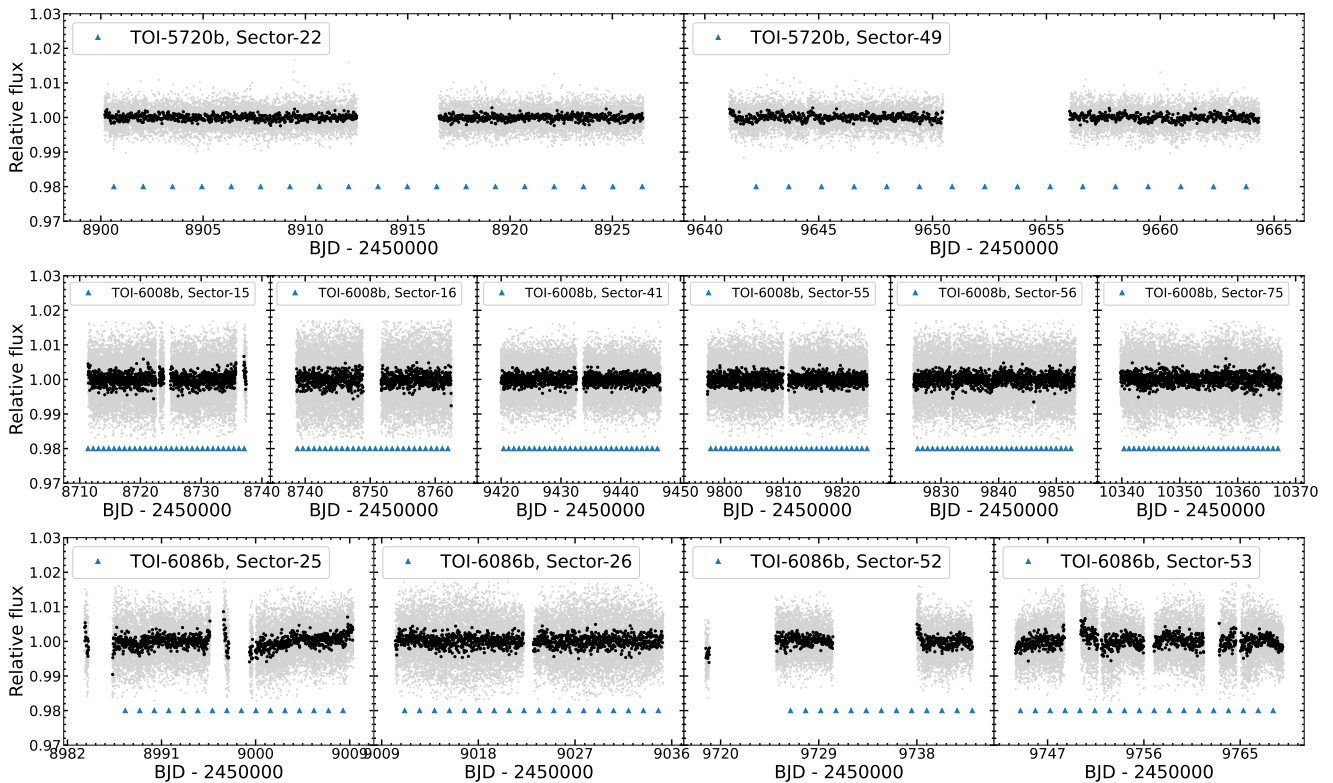 1.03
TOI-5720b, Sector-22
TOI-5720b, Sector-49
1.02
1.01
1.00
0.99
0.98
0.97
Relative flux
8900 8905 8910 8915 8920 8925
9640 9645 9650 9655 9660 9665
BJD - 2450000
BJD - 2450000
1.03
TOI-6008b, Sector-15
TOI-6008b, Sector-16
TOI-6008b, Sector-41
TOI-6008b, Sector-55
TOI-6008b, Sector-56
TOI-6008b, Sector-75
1.02
1.01
1.00
0.99
0.98
0.97
Relative flux
8710 8720 8730 8740
8740 8750 8760
9420 9430 9440 9450
9800 9810 9820
9830 9840 9850
10340 10350 10360 10370
BJD - 2450000
BJD - 2450000
BJD - 2450000
BJD - 2450000
BJD - 2450000
BJD - 2450000
1.03
TOI-6086b, Sector-25
TOI-6086b, Sector-26
TOI-6086b, Sector-52
TOI-6086b, Sector-53
1.02
1.01
1.00
0.99
0.98
0.97
Relative flux
8982 8991 9000 9009
9009 9018 9027 9036
9720 9729 9738
9747 9756 9765
BJD - 2450000
BJD - 2450000
BJD - 2450000
BJD - 2450000